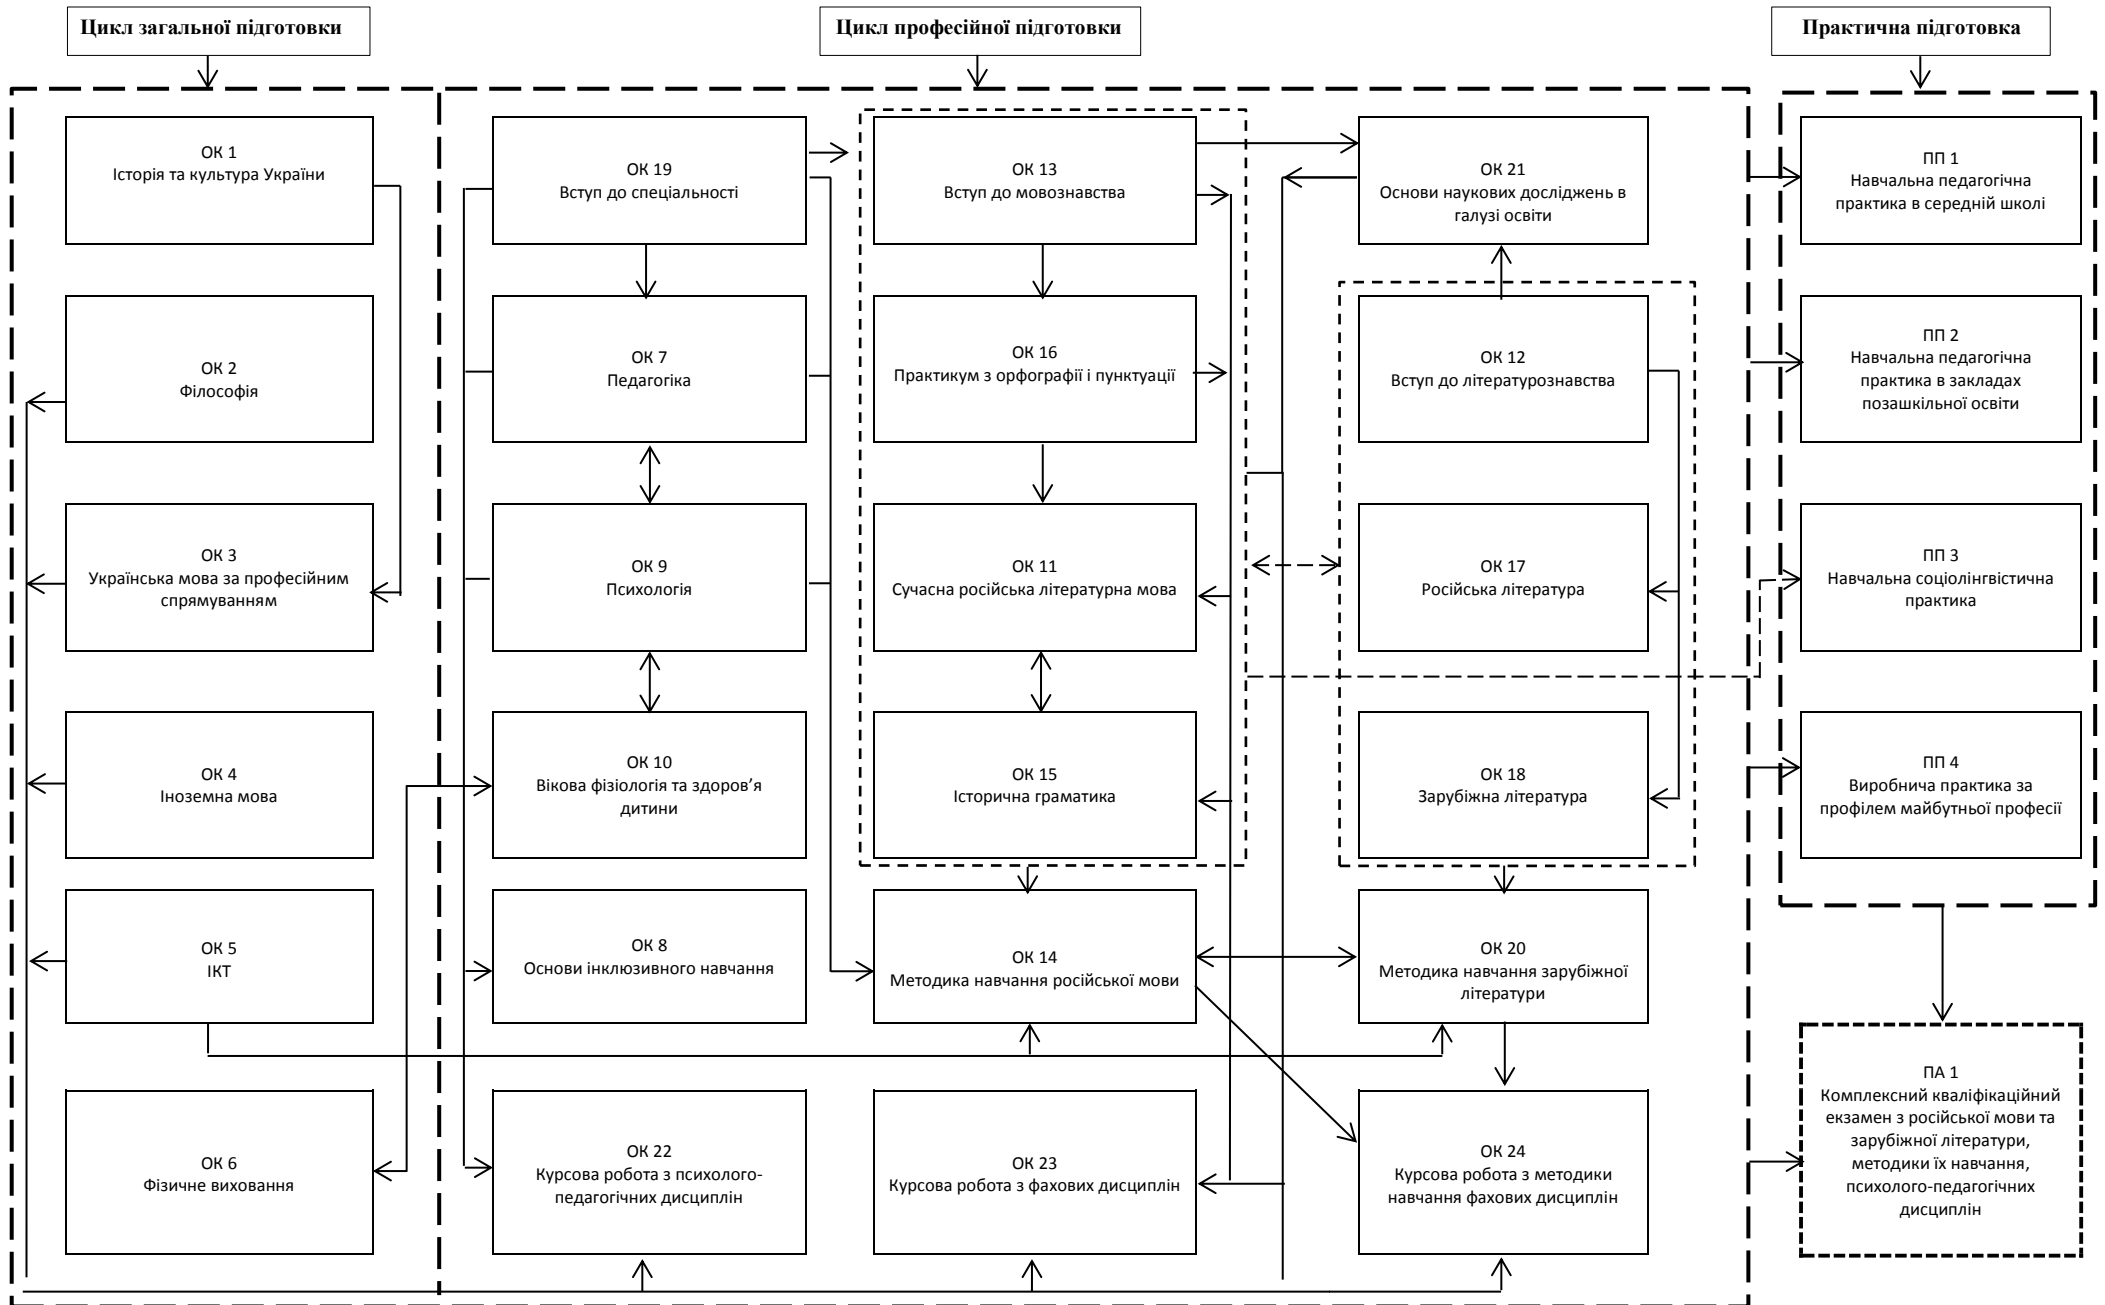 Цикл загальної підготовки
Цикл професійної підготовки
Практична підготовка
ОК 1
Історія та культура України
ОК 19
Вступ до спеціальності
ОК 13
Вступ до мовознавства
ОК 21
Основи наукових досліджень в
галузі освіти
ПП 1
Навчальна педагогічна
практика в середній школі
ОК 2
Філософія
ОК 7
Педагогіка
ОК 16
Практикум з орфографії і пунктуації
ОК 12
Вступ до літературознавства
ПП 2
Навчальна педагогічна
практика в закладах
позашкільної освіти
ОК 3
Українська мова за професійним
спрямуванням
ОК 9
Психологія
ОК 11
Сучасна російська літературна мова
ОК 17
Російська література
ПП 3
Навчальна соціолінгвістична
практика
ОК 4
Іноземна мова
ОК 10
Вікова фізіологія та здоров’я
дитини
ОК 15
Історична граматика
ОК 18
Зарубіжна література
ПП 4
Виробнича практика за
профілем майбутньої професії
ОК 5
ІКТ
ОК 8
Основи інклюзивного навчання
ОК 14
Методика навчання російської мови
ОК 20
Методика навчання зарубіжної
літератури
ОК 6
Фізичне виховання
ОК 22
Курсова робота з психолого-
педагогічних дисциплін
ОК 23
Курсова робота з фахових дисциплін
ОК 24
Курсова робота з методики
навчання фахових дисциплін
ПА 1
Комплексний кваліфікаційний
екзамен з російської мови та
зарубіжної літератури,
методики їх навчання,
психолого-педагогічних
дисциплін